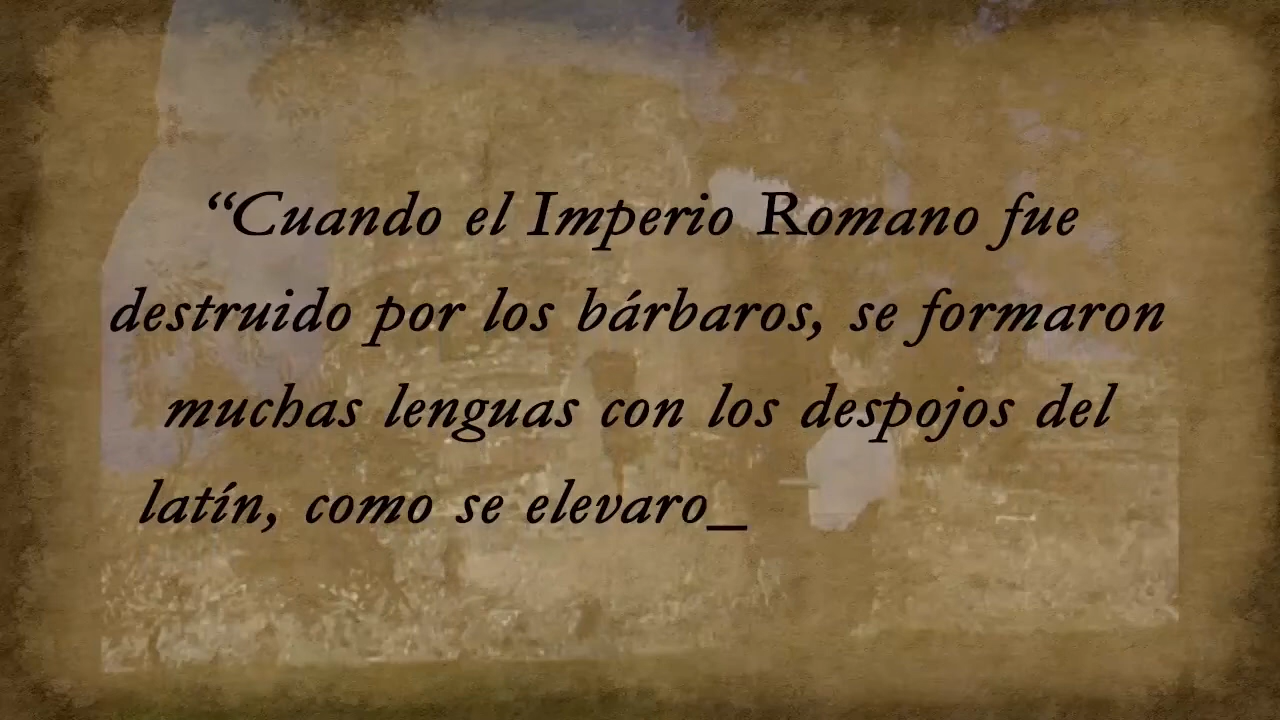 “Cuando el Imperio Romano fue
destruido por los bárbaros, se formaron
muchas lenguas con los despojos del
latín, como se elevaro_